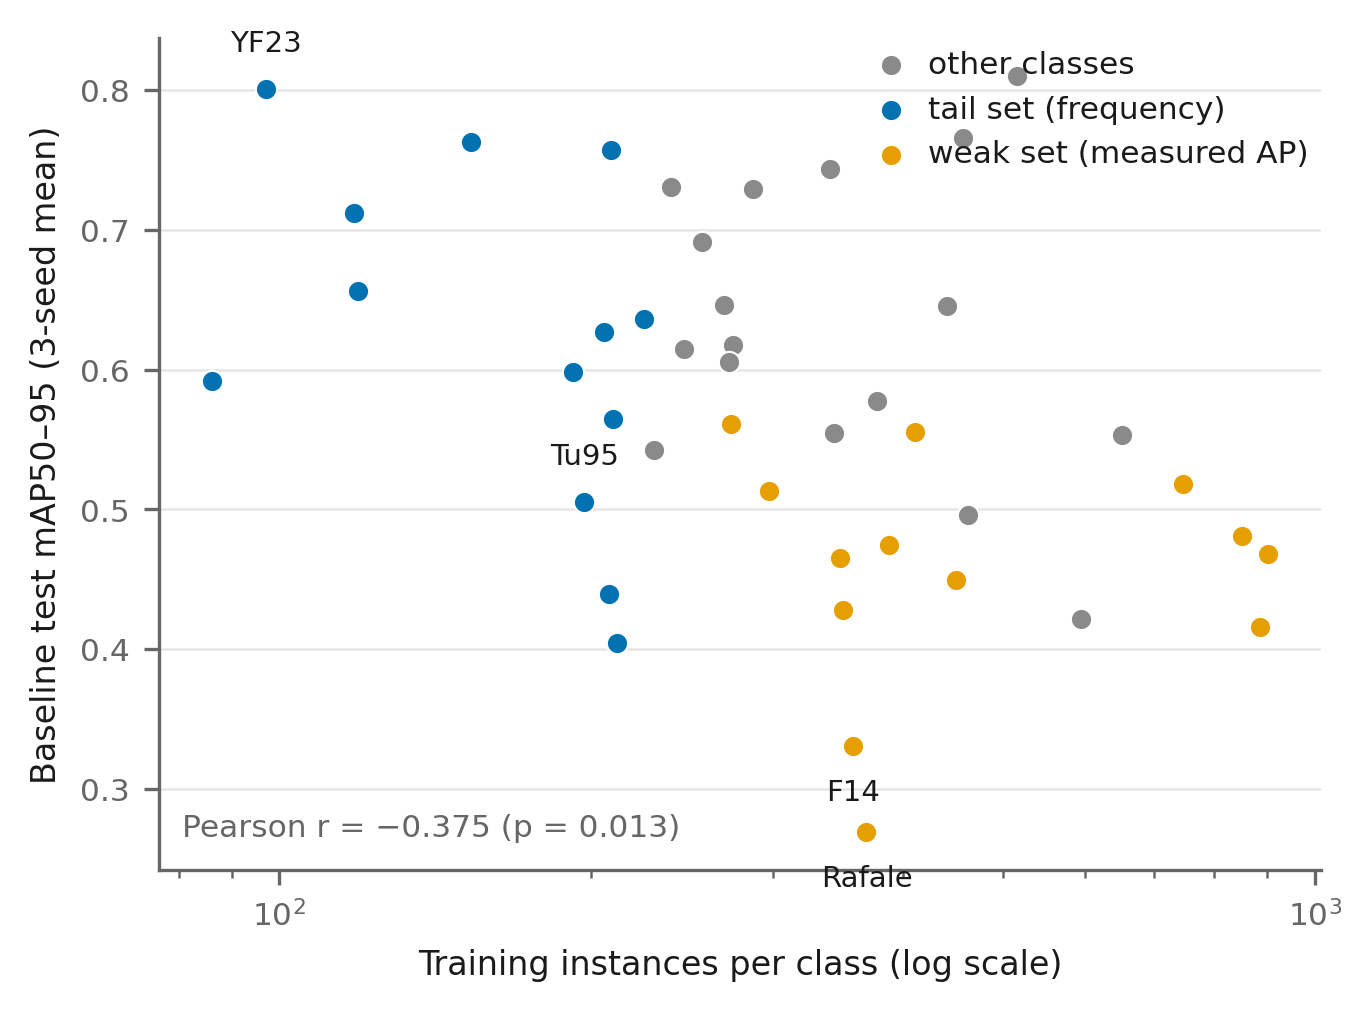 YF23
other classes
tail set (frequency)
weak set (measured AP)
0.8
0.7
0.6
0.5
0.4
0.3
Baseline test mAP50–95 (3-seed mean)
Tu95
F14
Pearson r = −0.375 (p = 0.013)
Rafale
10²
10³
Training instances per class (log scale)